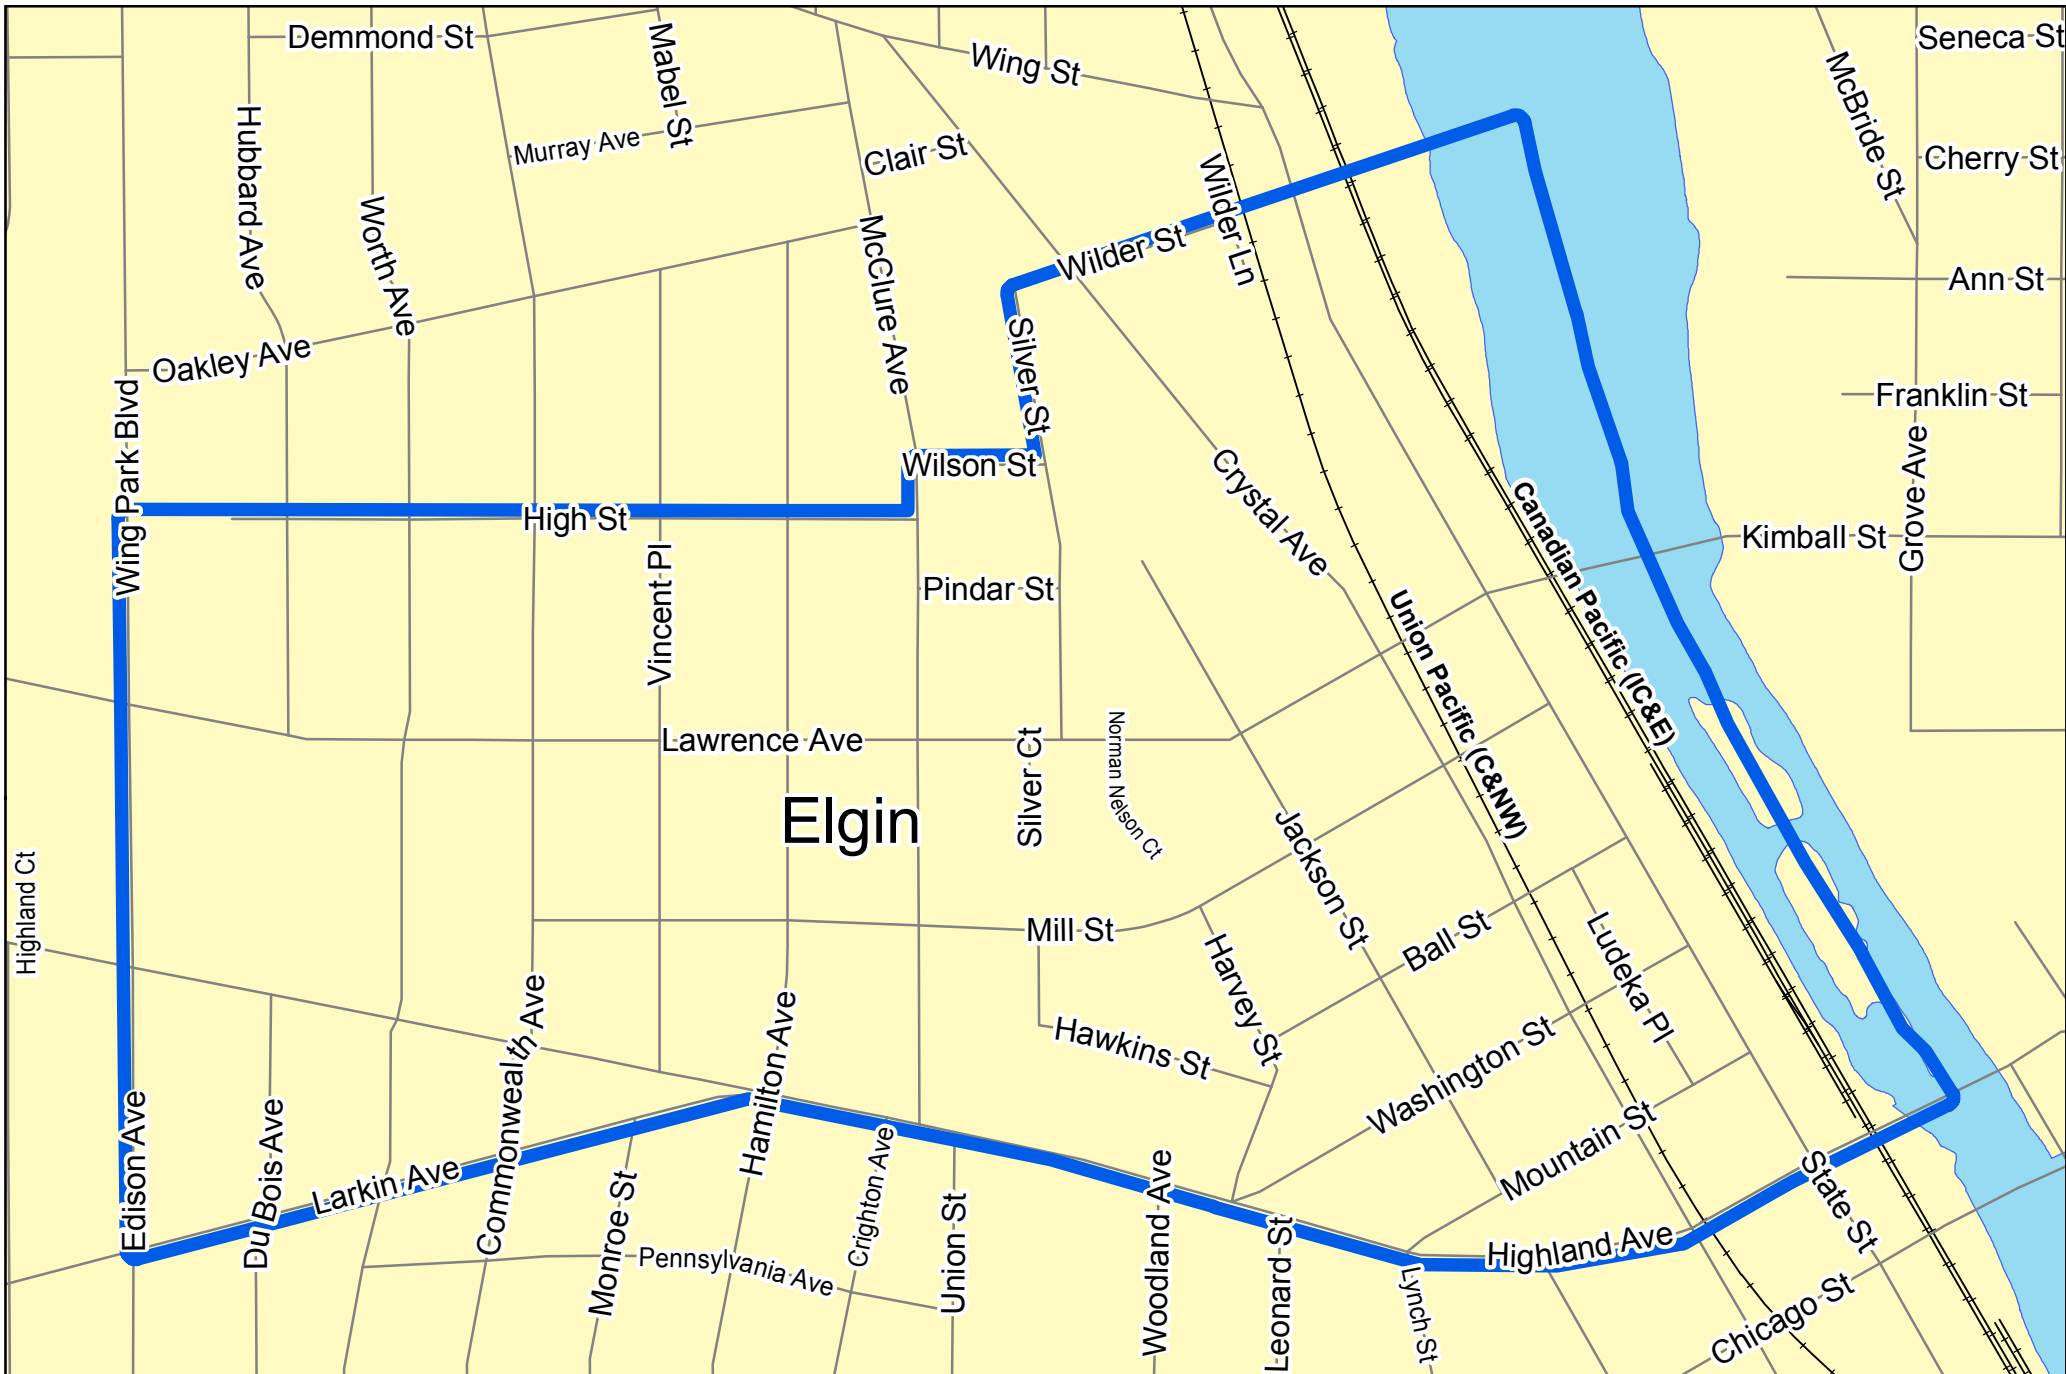 Demmond St
Mabel St
Wing St
Seneca St
McBride St
Hubbard Ave
Murray Ave
Clair St
Cherry St
Worth Ave
Wilder Ln
McClure Ave
Wilder St
Ann St
Oakley Ave
Silver St
Franklin St
Wing Park Blvd
Wilson St
Crystal Ave
Grove Ave
High St
Canadian Pacific (IC&E)
Kimball St
Vincent Pl
Pindar St
Union Pacific (C&NW)
Lawrence Ave
Silver Ct
Norman Nelson Ct
Elgin
Jackson St
Highland Ct
Mill St
Ball St
Ludeka Pl
Harvey St
Commonwealth Ave
Hamilton Ave
Hawkins St
Washington St
Edison Ave
Du Bois Ave
Mountain St
Larkin Ave
Monroe St
Crighton Ave
Union St
Woodland Ave
Leonard St
State St
Highland Ave
Pennsylvania Ave
Lynch St
Chicago St